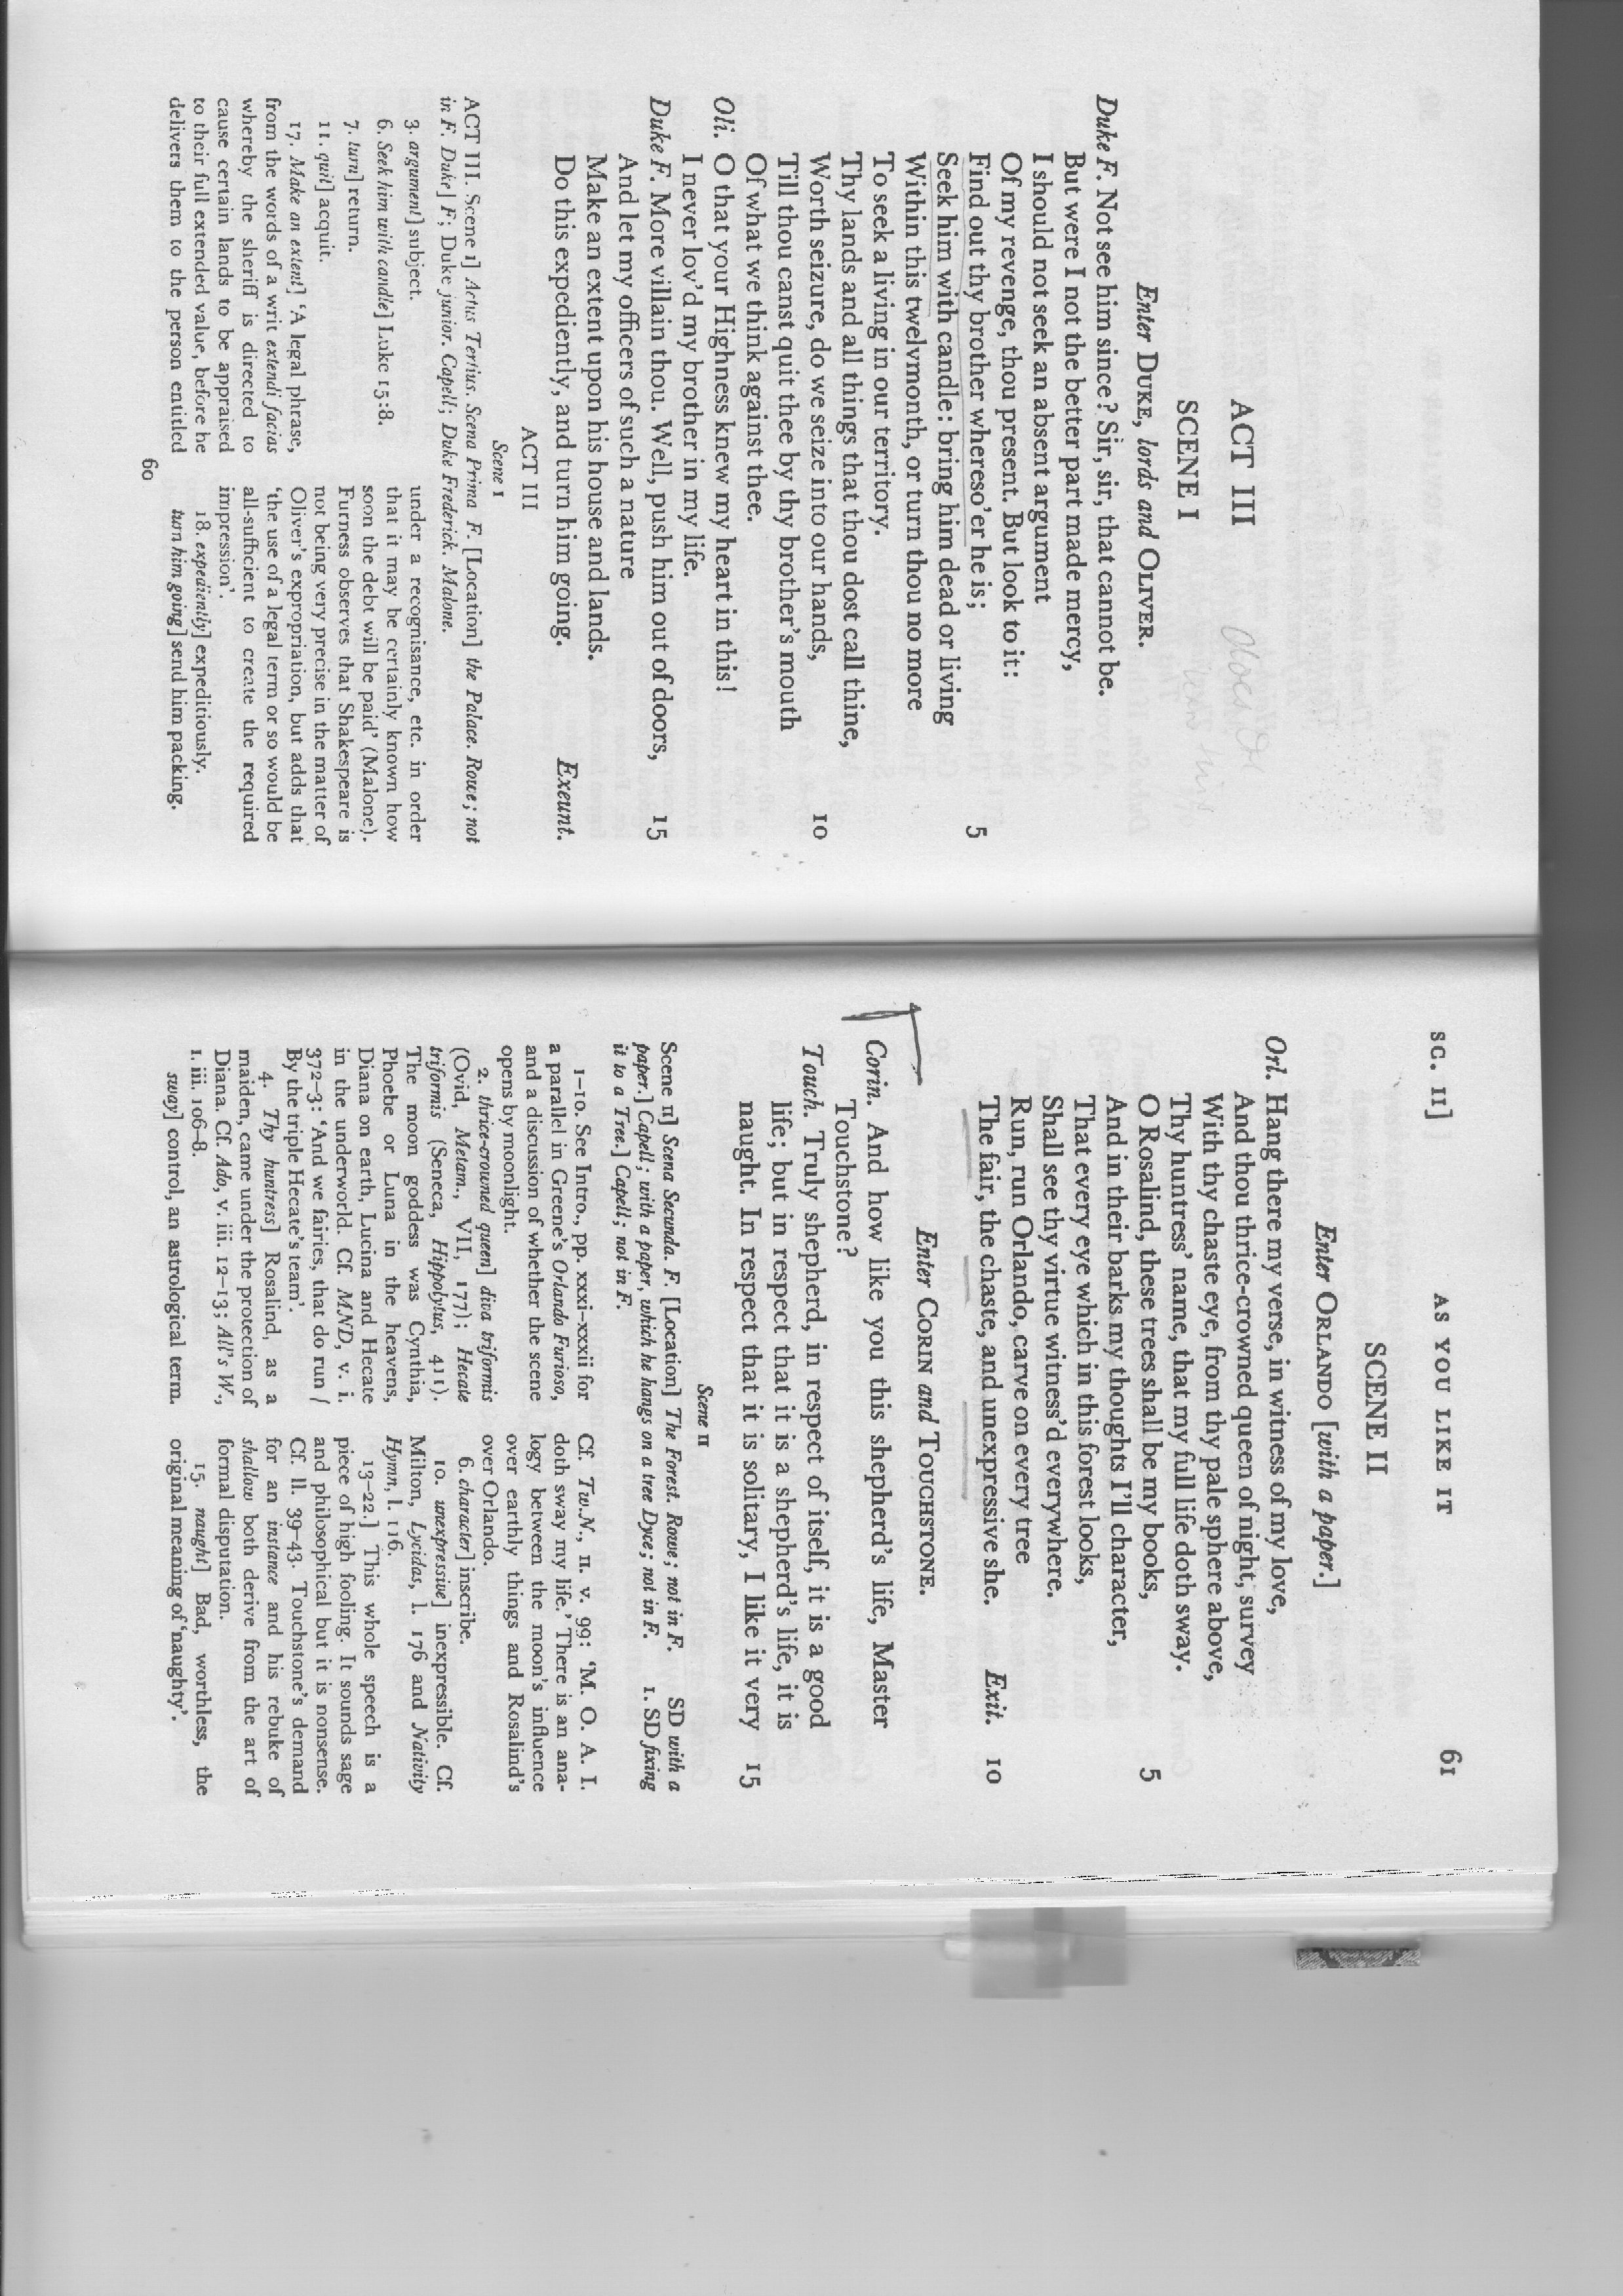 ACT III
SCENE I
Enter DUKE, lords and OLIVER.
Duke F. Not see him since? Sir, sir, that cannot be.
But were I not the better part made mercy,
I should not seek an absent argument
Of my revenge, thou present. But look to it:
Find out thy brother whereso'er he is; 5
Seek him with candle: bring him dead or living
Within this twelvmonth, or turn thou no more
To seek a living in our territory.
Thy lands and all things that thou dost call thine,
Worth seizure, do we seize into our hands, 10
Till thou canst quit thee by thy brother's mouth
Of what we think against thee.
Oli. O that your Highness knew my heart in this!
I never lov'd my brother in my life.
Duke F. More villain thou. Well, push him out of doors, 15
And let my officers of such a nature
Make an extent upon his house and lands.
Do this expediently, and turn him going. Exeunt.
ACT III
Scene I
ACT III. Scene I] Actus Tertius. Scena Prima F. [Location] the Palace. Rowe; not
in F. Duke] F; Duke junior. Capell; Duke Frederick. Malone.
3. argument] subject.
6. Seek him with candle] Luke 15:8.
7. turn] return.
11. quit] acquit.
17. Make an extent] 'A legal phrase,
from the words of a writ extendi facias
whereby the sheriff is directed to
cause certain lands to be appraised
to their full extended value, before he
delivers them to the person entitled
under a recognisance, etc. in order
that it may be certainly known how
soon the debt will be paid' (Malone).
Furness observes that Shakespeare is
not being very precise in the matter of
Oliver's expropriation, but adds that
'the use of a legal term or so would be
all-sufficient to create the required
impression'.
18. expediently] expeditiously.
turn him going] send him packing.
60
SC. II] AS YOU LIKE IT 61
SCENE II
Enter ORLANDO [with a paper.]
Orl. Hang there my verse, in witness of my love,
And thou thrice-crowned queen of night, survey
With thy chaste eye, from thy pale sphere above,
Thy huntress' name, that my full life doth sway.
O Rosalind, these trees shall be my books, 5
And in their barks my thoughts I'll character,
That every eye which in this forest looks,
Shall see thy virtue witness'd everywhere.
Run, run Orlando, carve on every tree
The fair, the chaste, and unexpressive she. Exit. 10
Enter CORIN and TOUCHSTONE.
Corin. And how like you this shepherd's life, Master
Touchstone?
Touch. Truly shepherd, in respect of itself, it is a good
life; but in respect that it is a shepherd's life, it is
naught. In respect that it is solitary, I like it very 15
Scene II
Scene II] Scena Secunda. F. [Location] The Forest. Rowe; not in F. SD with a
paper.] Capell; with a paper, which he hangs on a tree Dyce; not in F. 1. SD fixing
it to a Tree.] Capell; not in F.
1–10. See Intro., pp. xxxi–xxxii for
a parallel in Greene's Orlando Furioso,
and a discussion of whether the scene
opens by moonlight.
2. thrice-crowned queen] diva triformis
(Ovid, Metam., VII, 177); Hecate
triformis (Seneca, Hippolytus, 411).
The moon goddess was Cynthia,
Phoebe or Luna in the heavens,
Diana on earth, Lucina and Hecate
in the underworld. Cf. MND, v. i.
372–3: 'And we fairies, that do run /
By the triple Hecate's team'.
4. Thy huntress] Rosalind, as a
maiden, came under the protection of
Diana. Cf. Ado, v. iii. 12–13; All's W.,
I. iii. 106–8.
sway] control, an astrological term.
Cf. Tw.N., II. v. 99: 'M. O. A. I.
doth sway my life.' There is an ana-
logy between the moon's influence
over earthly things and Rosalind's
over Orlando.
6. character] inscribe.
10. unexpressive] inexpressible. Cf.
Milton, Lycidas, l. 176 and Nativity
Hymn, l. 116.
13–22.] This whole speech is a
piece of high fooling. It sounds sage
and philosophical but it is nonsense.
Cf. ll. 39–43. Touchstone's demand
for an instance and his rebuke of
shallow both derive from the art of
formal disputation.
15. naught] Bad, worthless, the
original meaning of 'naughty'.